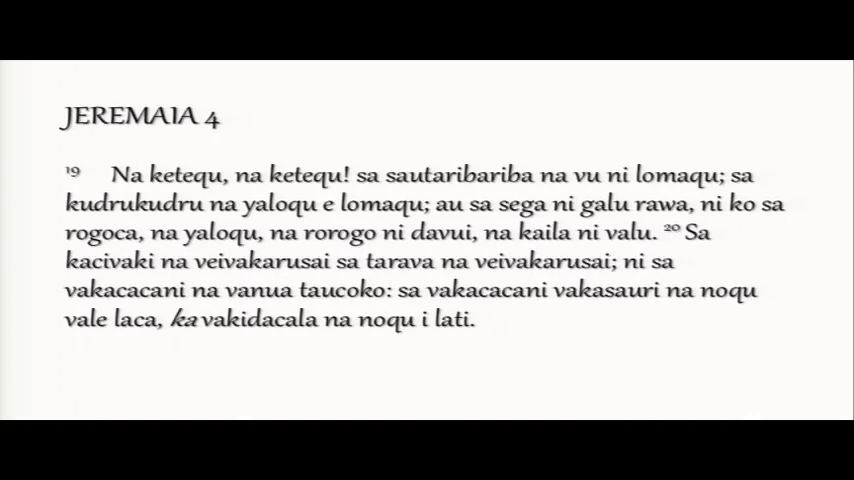 JEREMAIA 4
19 Na ketequ, na ketequ! sa sautaribariba na vu ni lomaqu; sa
kudrukudru na yaloqu e lomaqu; au sa sega ni galu rawa, ni ko sa
rogoca, na yaloqu, na rorogo ni davui, na kaila ni valu. 20 Sa
kacivaki na veivakarusai sa tarava na veivakarusai; ni sa
vakacacani na vanua taucoko: sa vakacacani vakasauri na noqu
vale laca, ka vakidacala na noqu i lati.